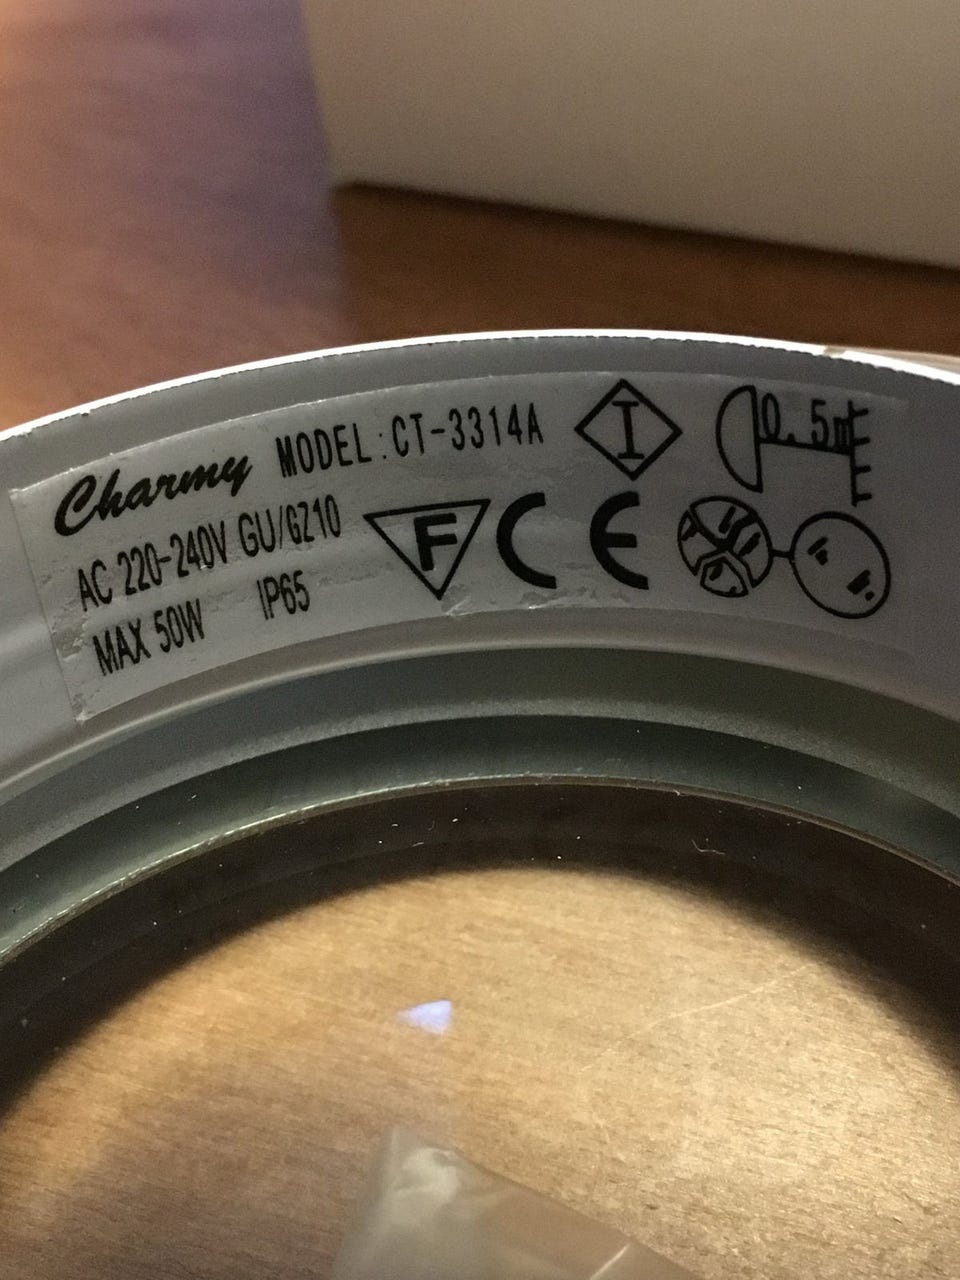 Charmy MODEL:CT-3314A
AC 220-240V GU/GZ10
MAX 50W IP65
I
0.5m
F CE